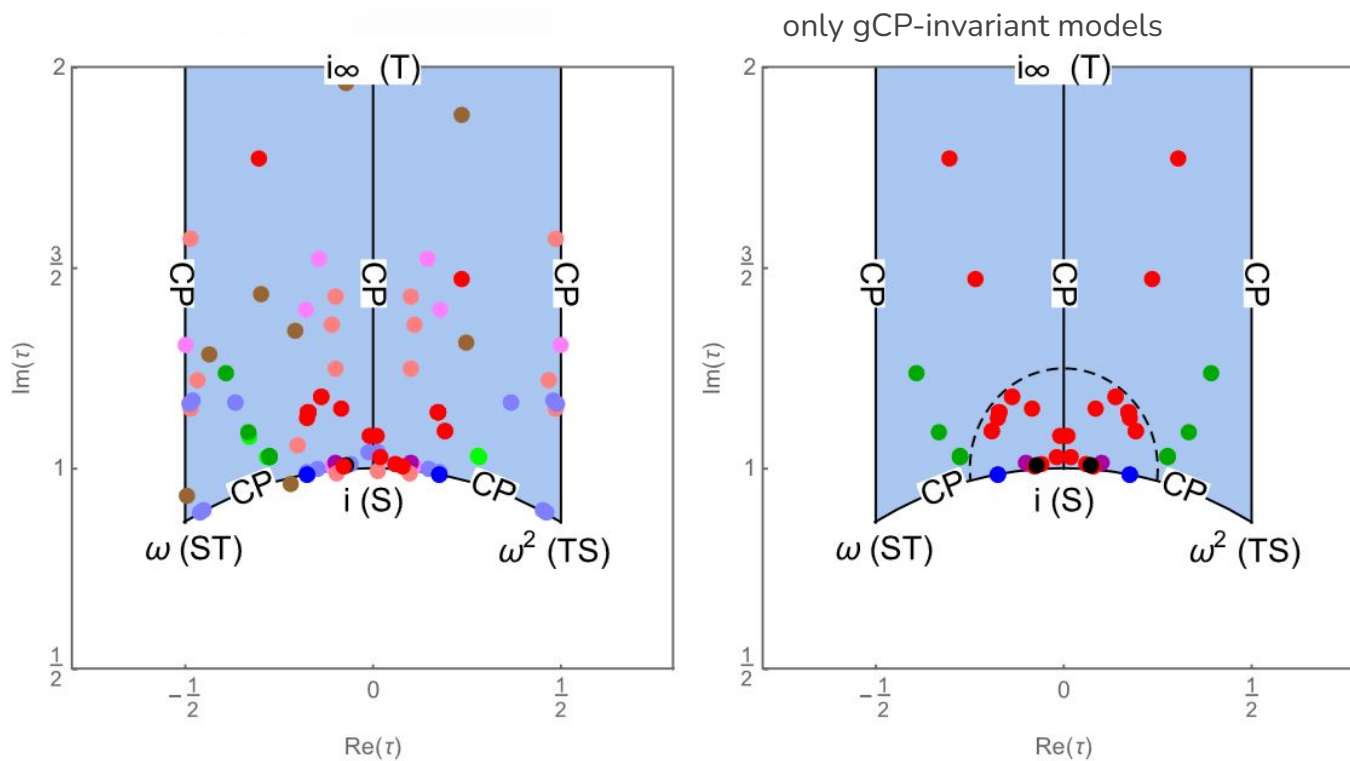 only gCP-invariant models
i∞ (T)
2
3
2
1
1
2
Im(τ)
CP
CP
CP
CP
CP
i (S)
ω (ST)
ω² (TS)
-1/2
0
1/2
Re(τ)
i∞ (T)
2
3
2
1
1
2
Im(τ)
CP
CP
CP
CP
CP
i (S)
ω (ST)
ω² (TS)
-1/2
0
1/2
Re(τ)